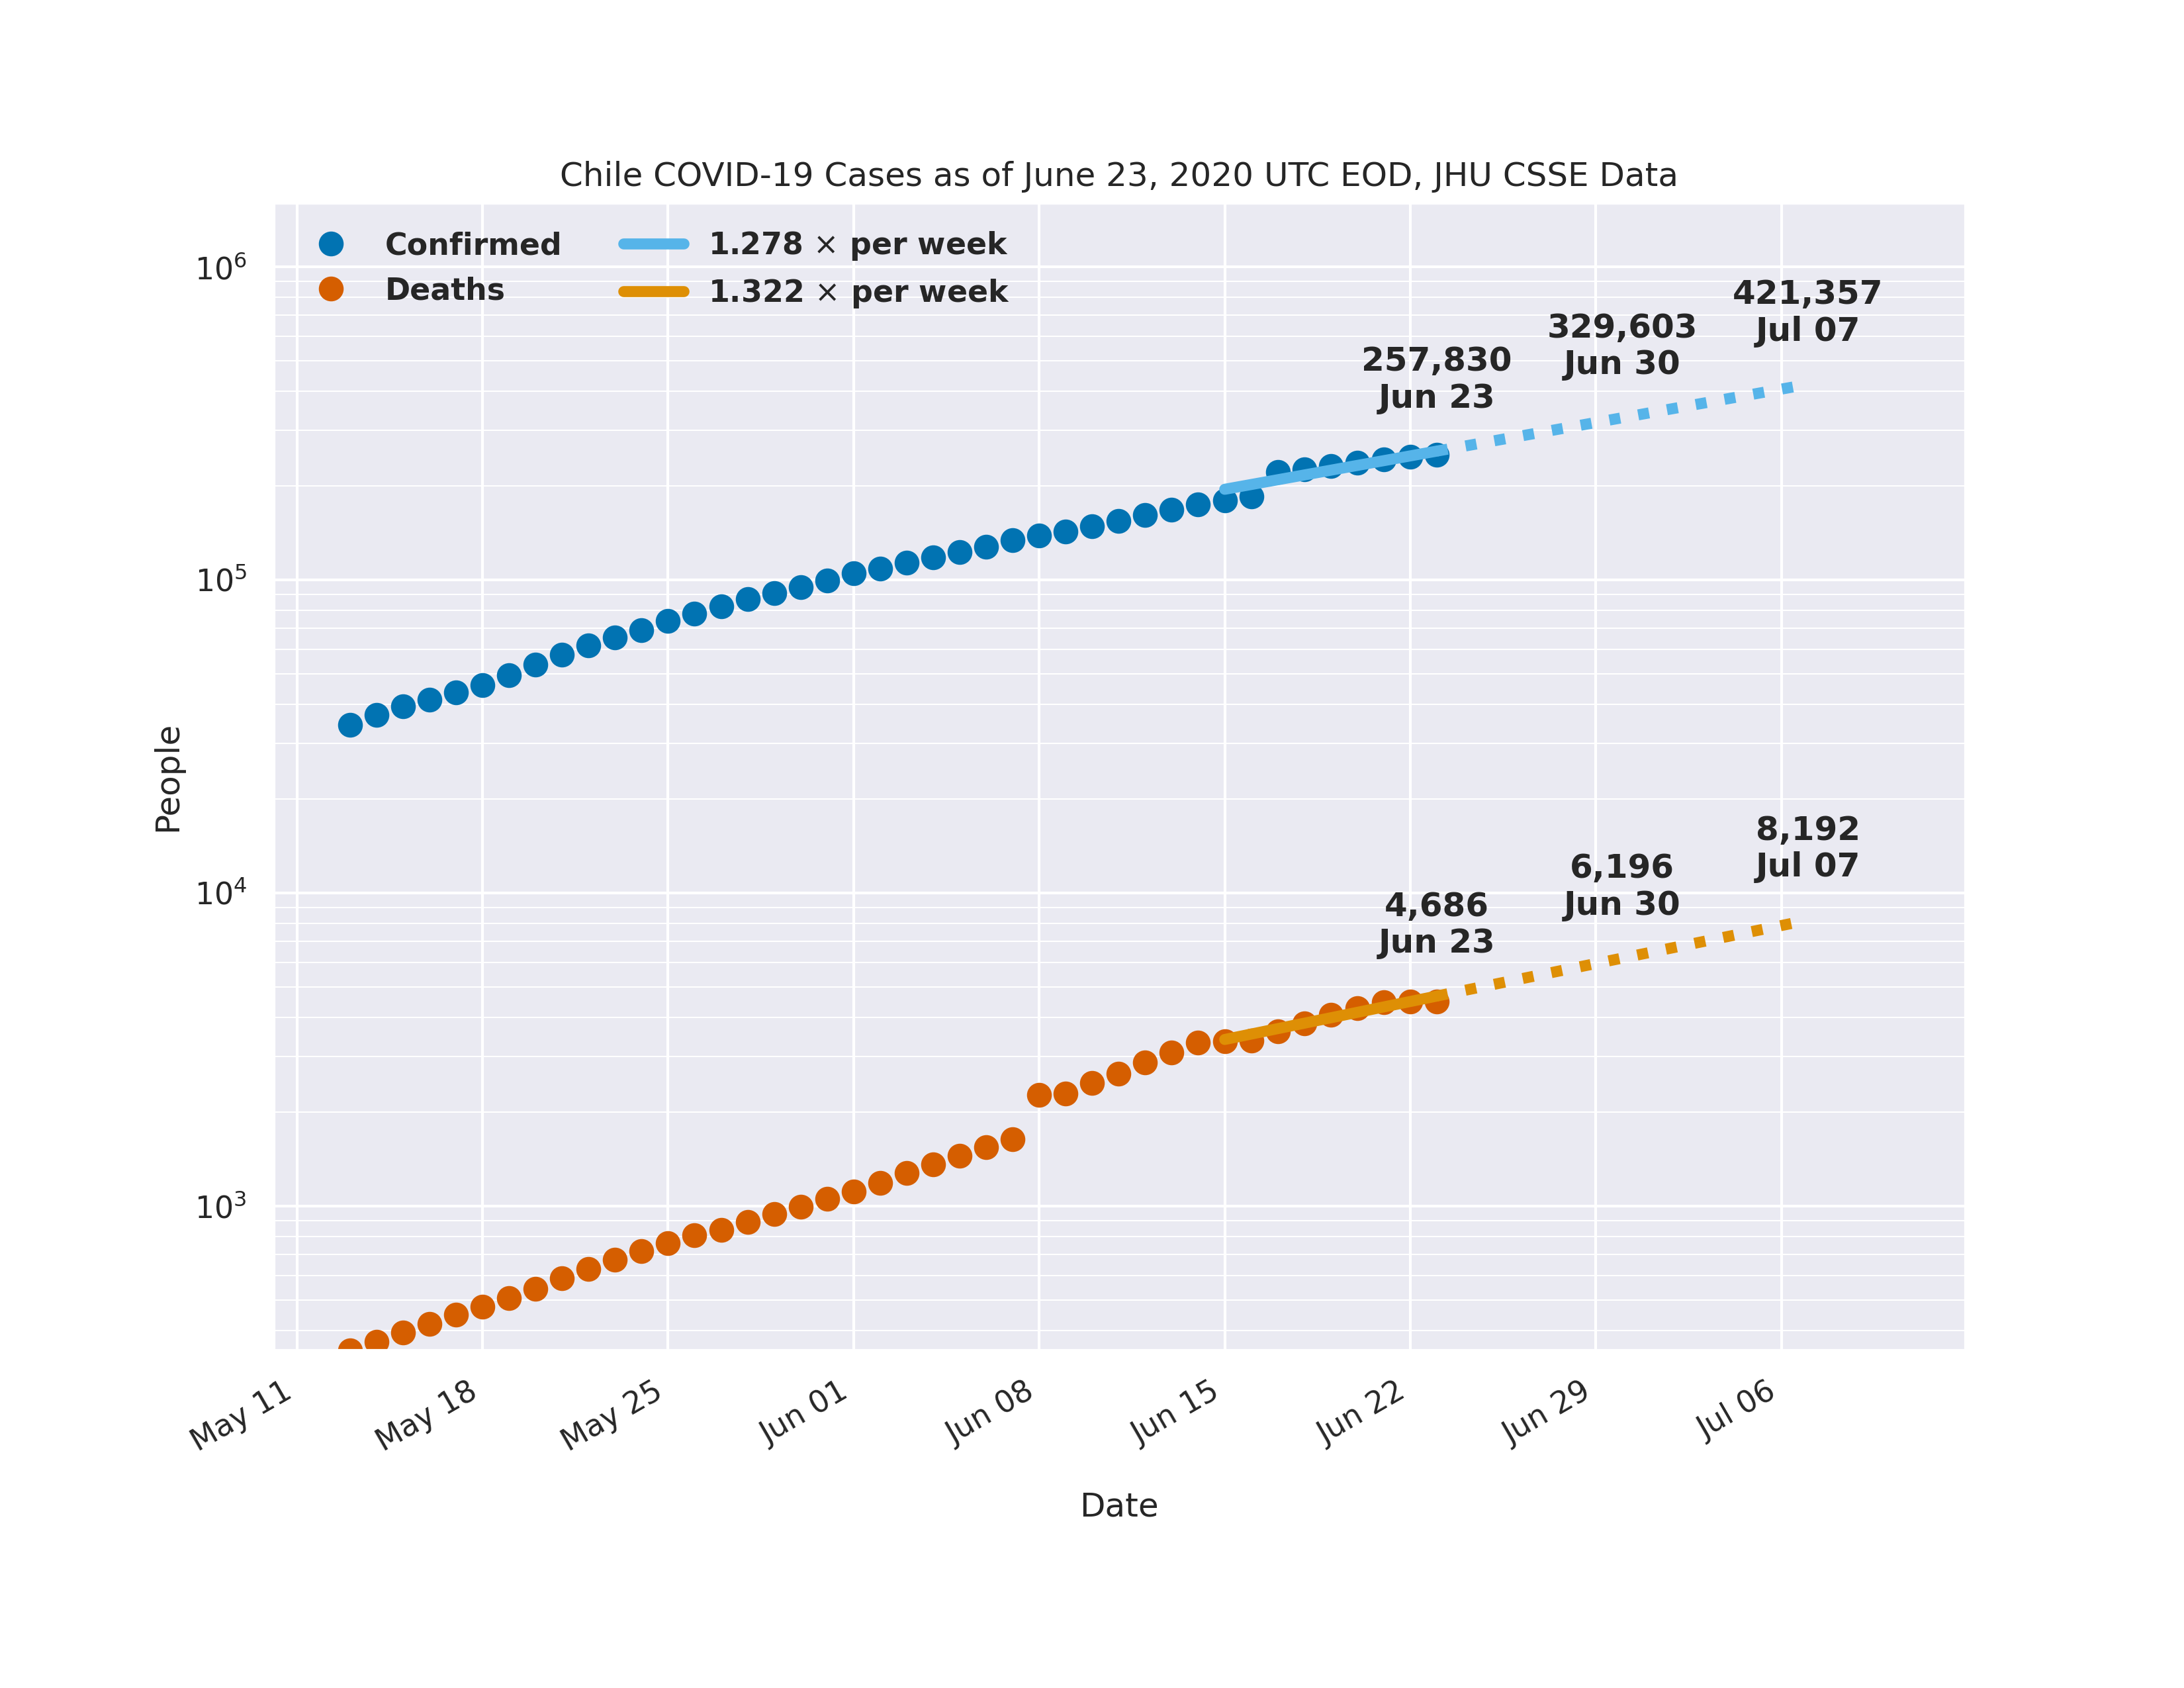 Chile COVID-19 Cases as of June 23, 2020 UTC EOD, JHU CSSE Data
Confirmed
Deaths
1.278 × per week
1.322 × per week
421,357
Jul 07
329,603
Jun 30
257,830
Jun 23
8,192
Jul 07
6,196
Jun 30
4,686
Jun 23
10⁶
10⁵
10⁴
10³
People
May 11
May 18
May 25
Jun 01
Jun 08
Jun 15
Jun 22
Jun 29
Jul 06
Date